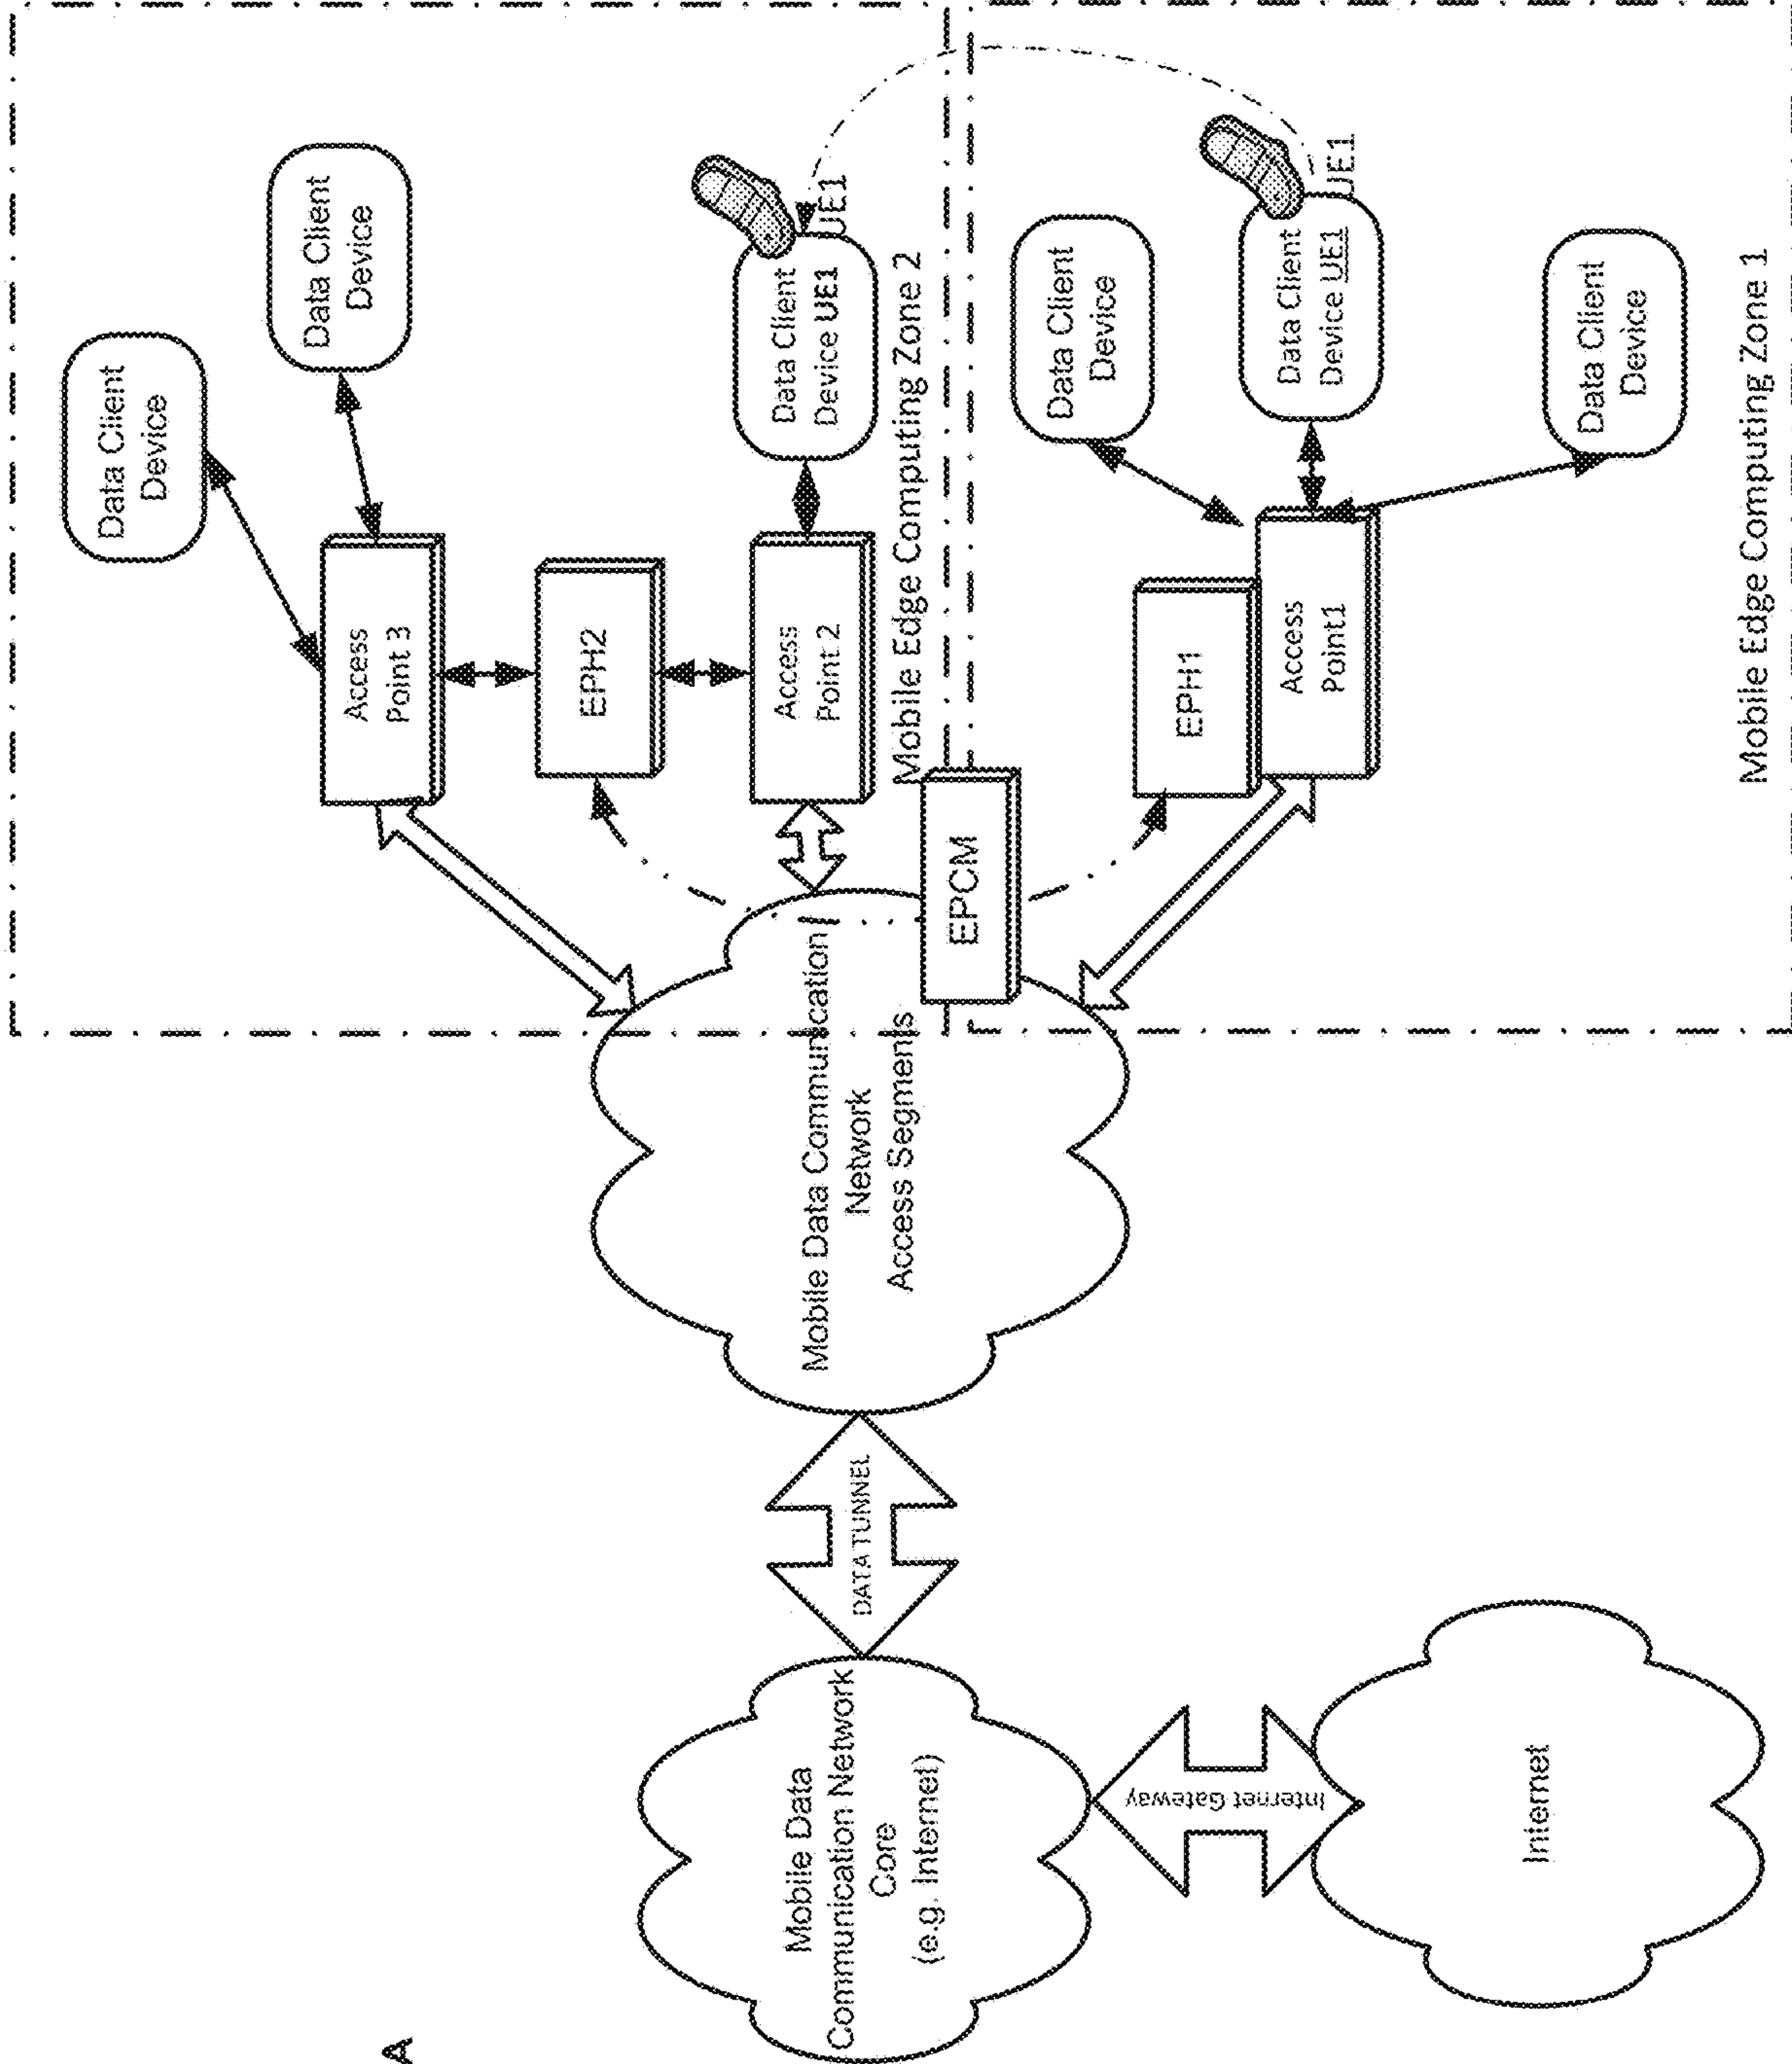 A
Mobile Data
Communication Network
Core
(e.g. Internet)
Internet Gateway
Internet
DATA TUNNEL
Mobile Data Communication
Network
Access Segments
EPCM
Access
Point 3
EPH2
Access
Point 2
Data Client
Device
Data Client
Device
Data Client
Device UE1
UE1
Mobile Edge Computing Zone 2
EPH1
Access
Point1
Data Client
Device
Data Client
Device UE1
UE1
Data Client
Device
Mobile Edge Computing Zone 1